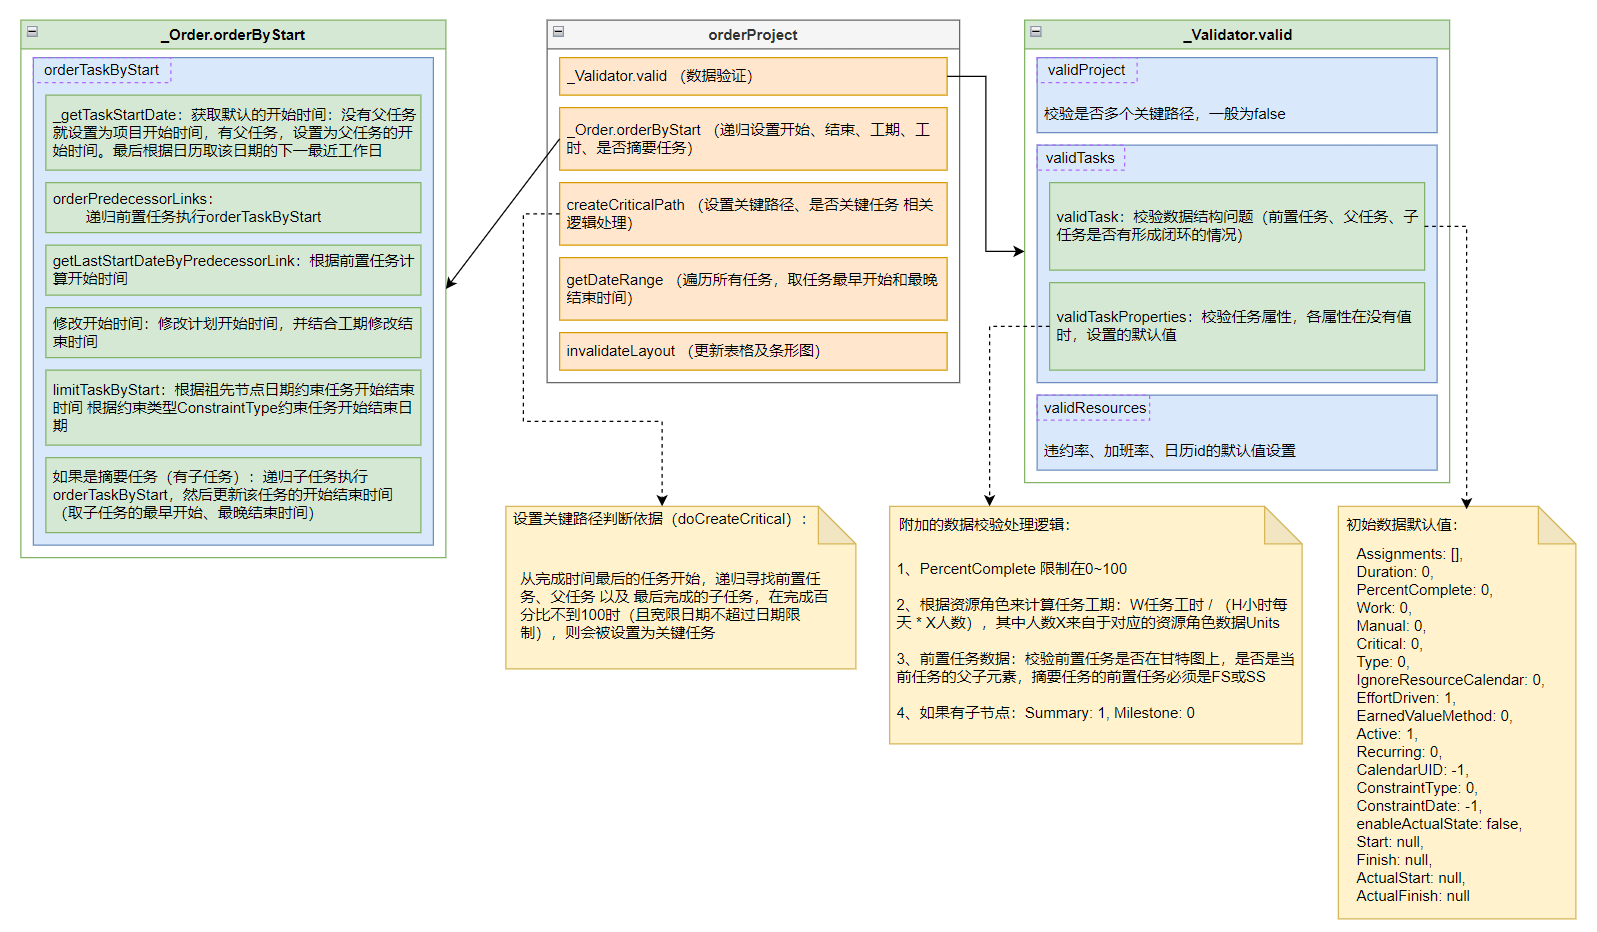 _Order.orderByStart
orderTaskByStart
_getTaskStartDate：获取默认的开始时间：没有父任务
就设置为项目开始时间，有父任务，设置为父任务的开
始时间。最后根据日历取该日期的下一最近工作日
orderPredecessorLinks：
递归前置任务执行orderTaskByStart
getLastStartDateByPredecessorLink：根据前置任务计
算开始时间
修改开始时间：修改计划开始时间，并结合工期修改结
束时间
limitTaskByStart：根据祖先节点日期约束任务开始结束
时间 根据约束类型ConstraintType约束任务开始结束日
期
如果是摘要任务（有子任务）：递归子任务执行
orderTaskByStart，然后更新该任务的开始结束时间
（取子任务的最早开始、最晚结束时间）
orderProject
_Validator.valid （数据验证）
_Order.orderByStart （递归设置开始、结束、工期、工
时、是否摘要任务）
createCriticalPath （设置关键路径、是否关键任务 相关
逻辑处理）
getDateRange （遍历所有任务，取任务最早开始和最晚
结束时间）
invalidateLayout （更新表格及条形图）
_Validator.valid
validProject
校验是否多个关键路径，一般为false
validTasks
validTask：校验数据结构问题（前置任务、父任务、子
任务是否有形成闭环的情况）
validTaskProperties：校验任务属性，各属性在没有值
时，设置的默认值
validResources
违约率、加班率、日历id的默认值设置
设置关键路径判断依据（doCreateCritical）：
从完成时间最后的任务开始，递归寻找前置任
务、父任务 以及 最后完成的子任务，在完成百
分比不到100时（且宽限日期不超过日期限
制），则会被设置为关键任务
附加的数据校验处理逻辑：
1、PercentComplete 限制在0~100
2、根据资源角色来计算任务工期：W任务工时 / （H小时每
天 * X人数），其中人数X来自于对应的资源角色数据Units
3、前置任务数据：校验前置任务是否在甘特图上，是否是当
前任务的父子元素，摘要任务的前置任务必须是FS或SS
4、如果有子节点：Summary: 1, Milestone: 0
初始数据默认值：
Assignments: [],
Duration: 0,
PercentComplete: 0,
Work: 0,
Manual: 0,
Critical: 0,
Type: 0,
IgnoreResourceCalendar: 0,
EffortDriven: 1,
EarnedValueMethod: 0,
Active: 1,
Recurring: 0,
CalendarUID: -1,
ConstraintType: 0,
ConstraintDate: -1,
enableActualState: false,
Start: null,
Finish: null,
ActualStart: null,
ActualFinish: null